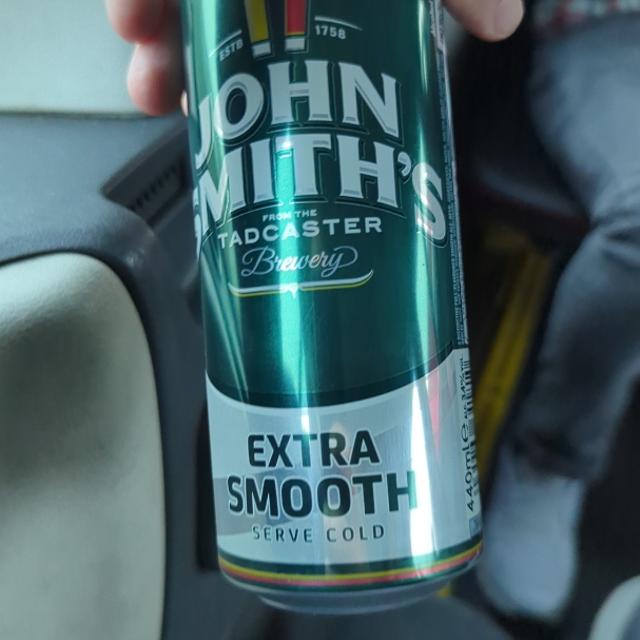 ESTD 1758
JOHN
SMITH'S
FROM THE
TADCASTER
Brewery
EXTRA
SMOOTH
SERVE COLD
440ml e